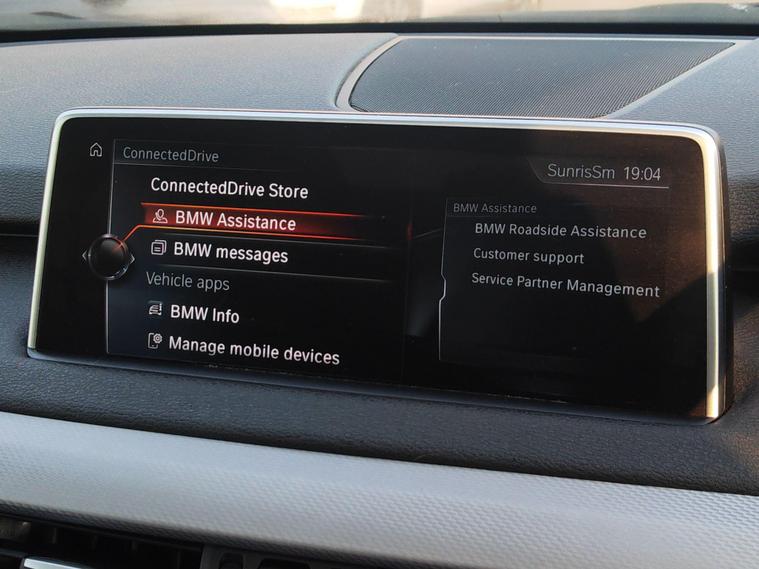 ConnectedDrive
SunrisSm 19:04
ConnectedDrive Store
BMW Assistance
BMW messages
Vehicle apps
BMW Info
Manage mobile devices
BMW Assistance
BMW Roadside Assistance
Customer support
Service Partner Management